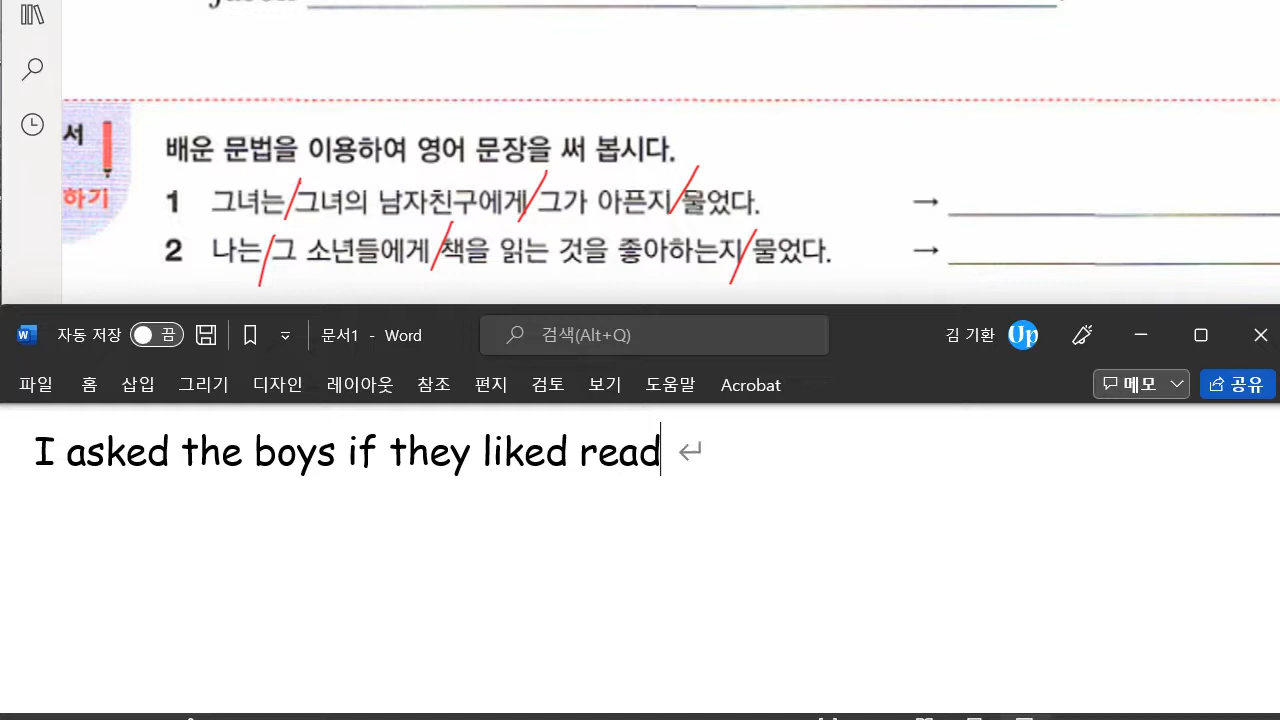 서
하기
배운 문법을 이용하여 영어 문장을 써 봅시다.
1 그녀는 그녀의 남자친구에게 그가 아픈지 물었다. →
2 나는 그 소년들에게 책을 읽는 것을 좋아하는지 물었다. →
자동 저장 끔 문서1 - Word 검색(Alt+Q) 김 기환 Up
파일 홈 삽입 그리기 디자인 레이아웃 참조 편지 검토 보기 도움말 Acrobat 메모 공유
I asked the boys if they liked read